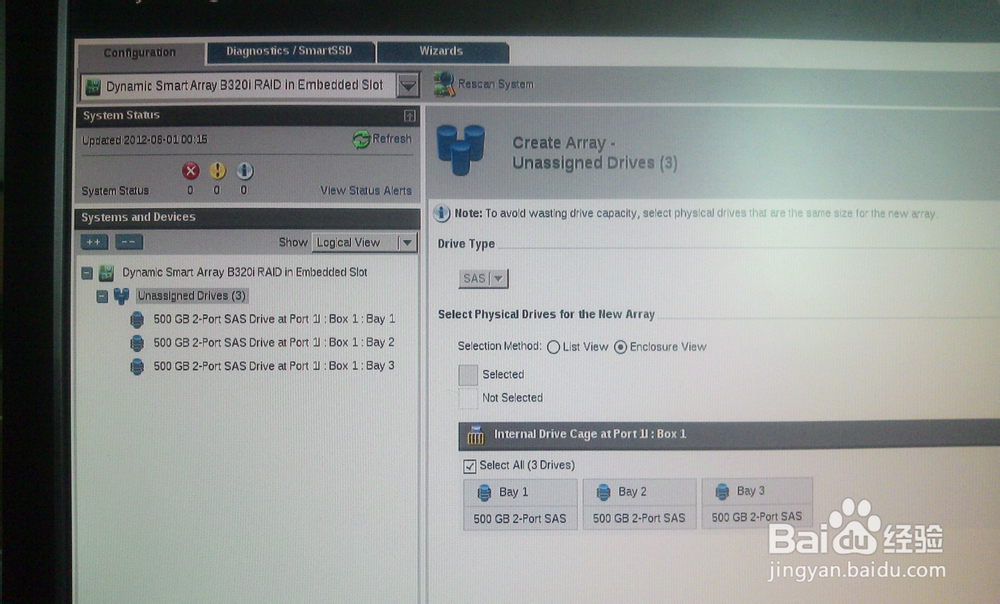 Configuration
Diagnostics / SmartSSD
Wizards
Dynamic Smart Array B320i RAID in Embedded Slot
Rescan System
System Status
Updated 2012-06-01 00:15
Refresh
System Status 0 0 0 View Status Alerts
Systems and Devices
++ -- Show Logical View
Dynamic Smart Array B320i RAID in Embedded Slot
Unassigned Drives (3)
500 GB 2-Port SAS Drive at Port 1I : Box 1 : Bay 1
500 GB 2-Port SAS Drive at Port 1I : Box 1 : Bay 2
500 GB 2-Port SAS Drive at Port 1I : Box 1 : Bay 3
Create Array -
Unassigned Drives (3)
Note: To avoid wasting drive capacity, select physical drives that are the same size for the new array.
Drive Type
SAS
Select Physical Drives for the New Array
Selection Method: List View Enclosure View
Selected
Not Selected
Internal Drive Cage at Port 1I : Box 1
Select All (3 Drives)
Bay 1
500 GB 2-Port SAS
Bay 2
500 GB 2-Port SAS
Bay 3
500 GB 2-Port SAS
Baidu 经验
jingyan.baidu.com